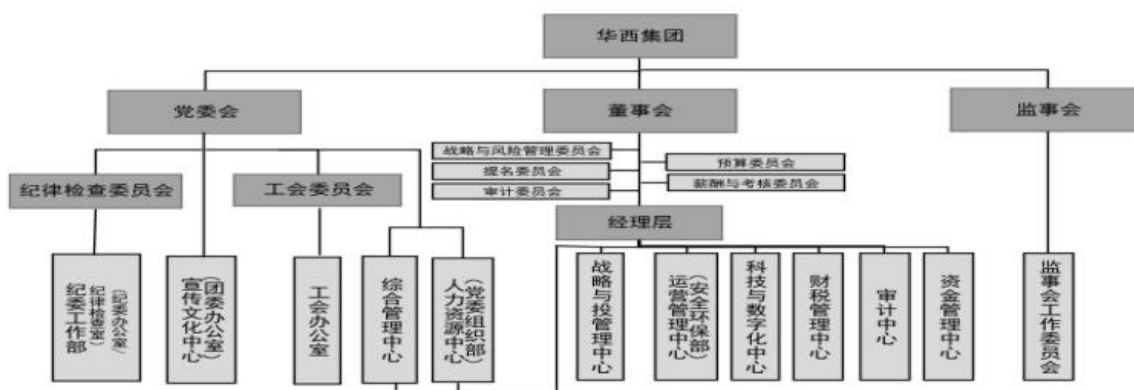 华西集团
党委会
董事会
监事会
战略与风险管理委员会
预算委员会
提名委员会
薪酬与考核委员会
审计委员会
纪律检查委员会
工会委员会
经理层
纪委工作部
(纪委办公室/
纪律检查室)
宣传文化中心
(团委办公室)
工会办公室
综合管理中心
人力资源中心
(党委组织部)
战略与投管理中心
运营管理中心
(安全环保部)
科技与数字化中心
财税管理中心
审计中心
资金管理中心
监事会工作委员会